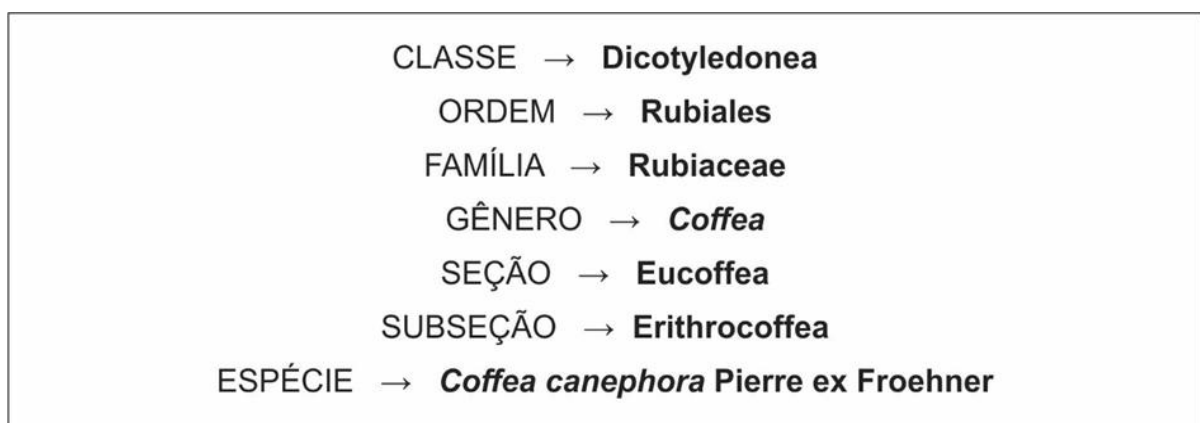 CLASSE → Dicotyledonea
ORDEM → Rubiales
FAMÍLIA → Rubiaceae
GÊNERO → Coffea
SEÇÃO → Eucoffea
SUBSEÇÃO → Erithrocoffea
ESPÉCIE → Coffea canephora Pierre ex Froehner